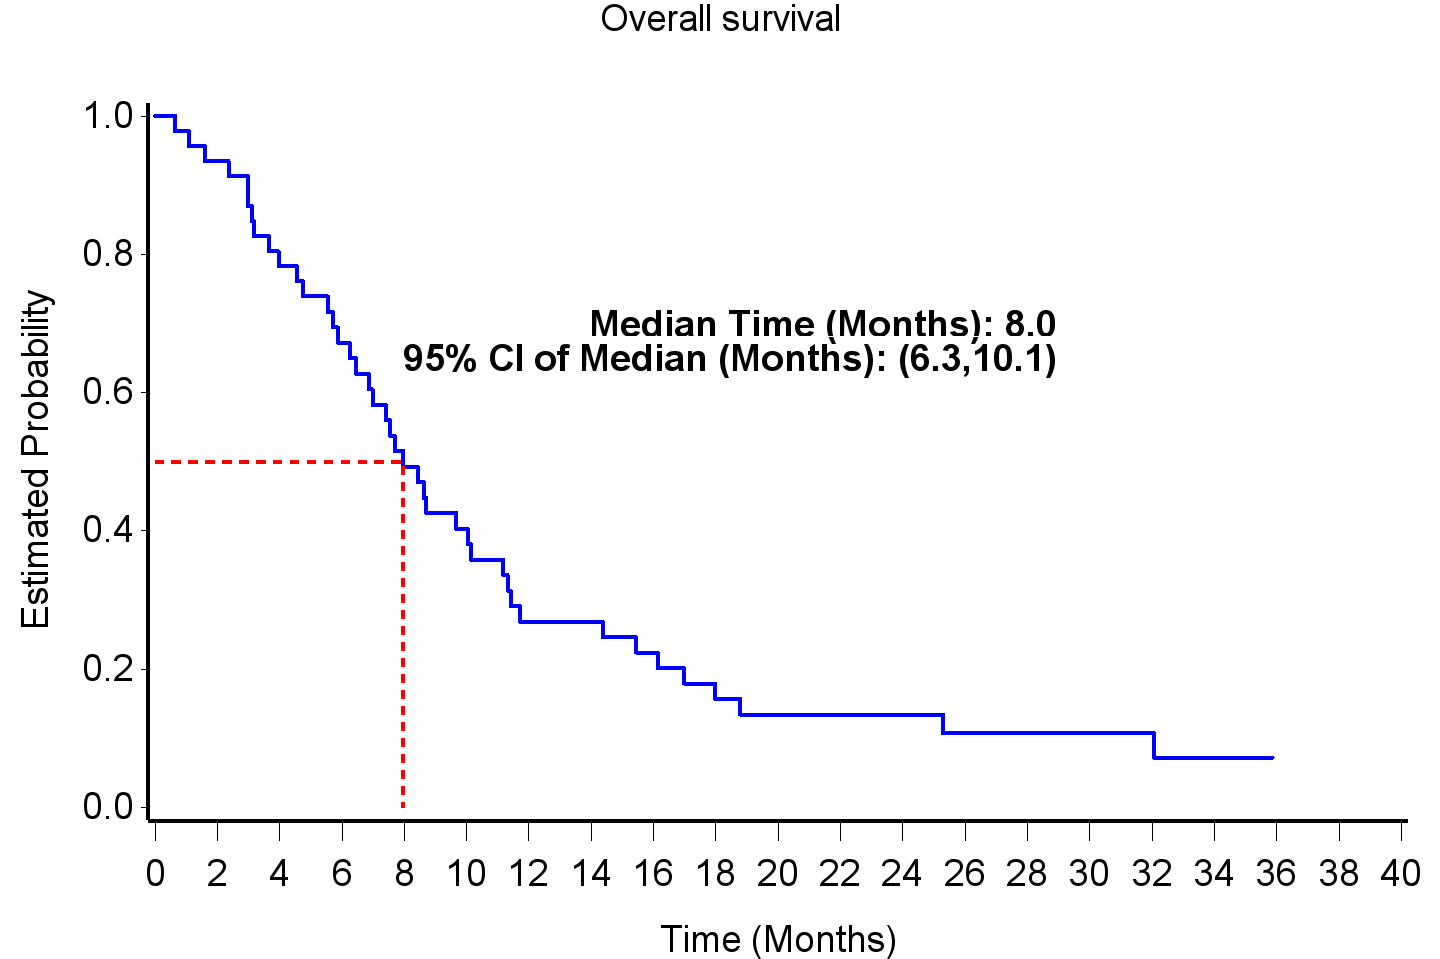 Overall survival
1.0
0.8
0.6
0.4
0.2
0.0
Estimated Probability
Median Time (Months): 8.0
95% CI of Median (Months): (6.3,10.1)
0 2 4 6 8 10 12 14 16 18 20 22 24 26 28 30 32 34 36 38 40
Time (Months)